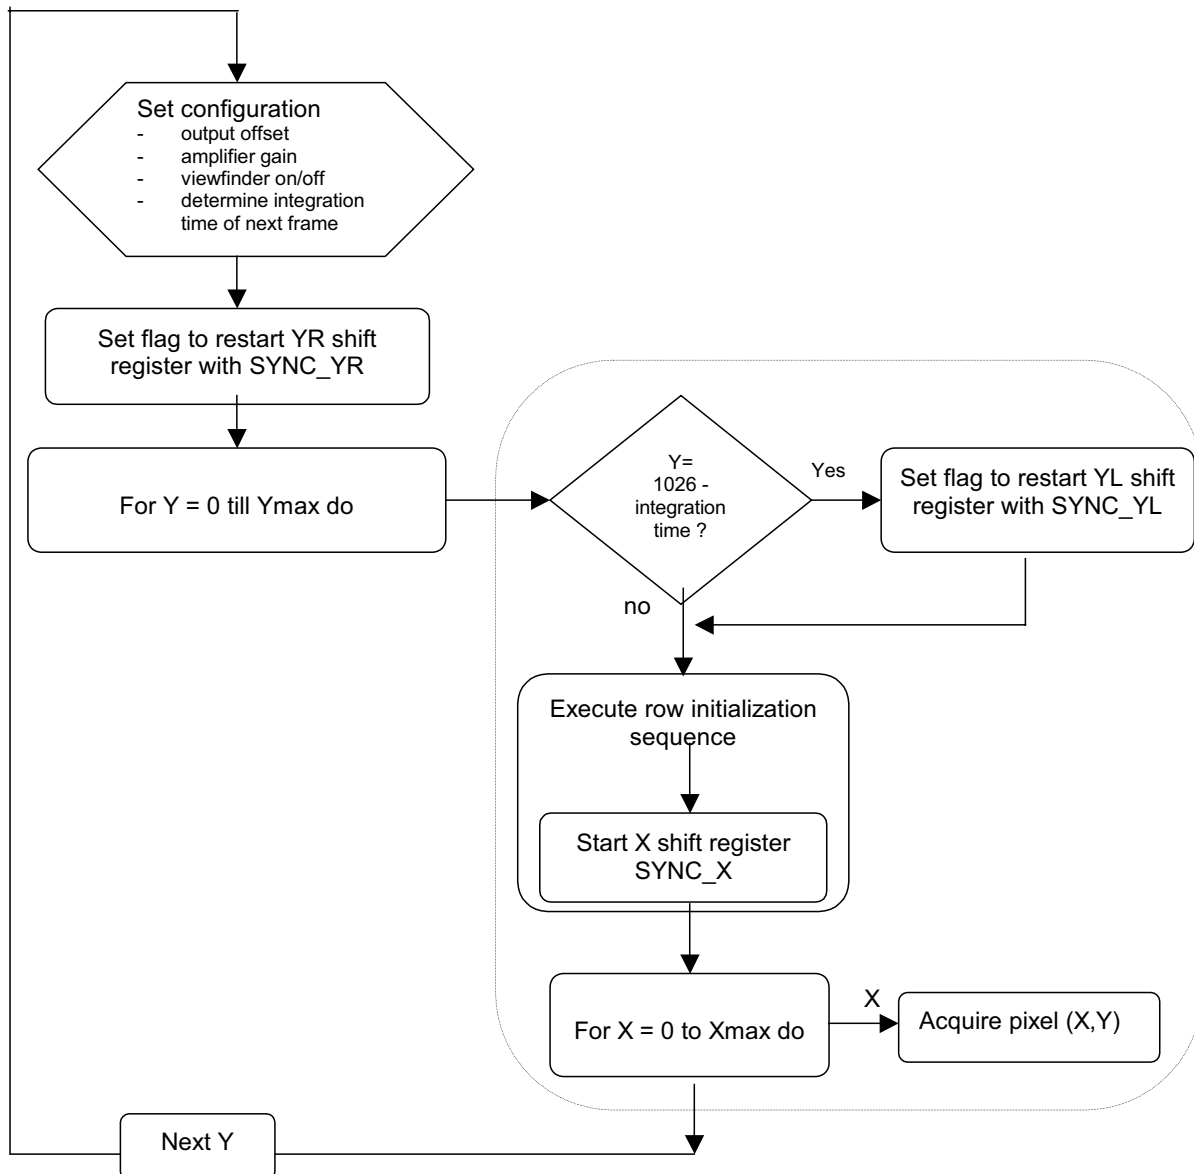 Set configuration
- output offset
- amplifier gain
- viewfinder on/off
- determine integration
time of next frame
Set flag to restart YR shift
register with SYNC_YR
For Y = 0 till Ymax do
Y=
1026 -
integration
time ?
Yes
Set flag to restart YL shift
register with SYNC_YL
no
Execute row initialization
sequence
Start X shift register
SYNC_X
For X = 0 to Xmax do
X
Acquire pixel (X,Y)
Next Y